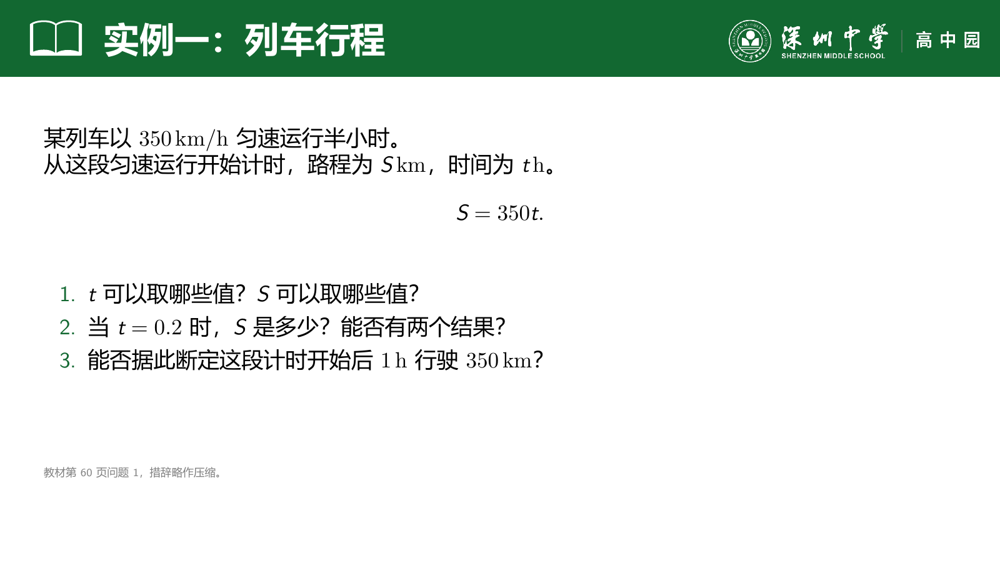 实例一：列车行程
深圳中學
SHENZHEN MIDDLE SCHOOL
高中园
某列车以 350 km/h 匀速运行半小时。
从这段匀速运行开始计时，路程为 S km，时间为 t h。
S = 350t.
1. t 可以取哪些值？S 可以取哪些值？
2. 当 t = 0.2 时，S 是多少？能否有两个结果？
3. 能否据此断定这段计时开始后 1 h 行驶 350 km？
教材第 60 页问题 1，措辞略作压缩。